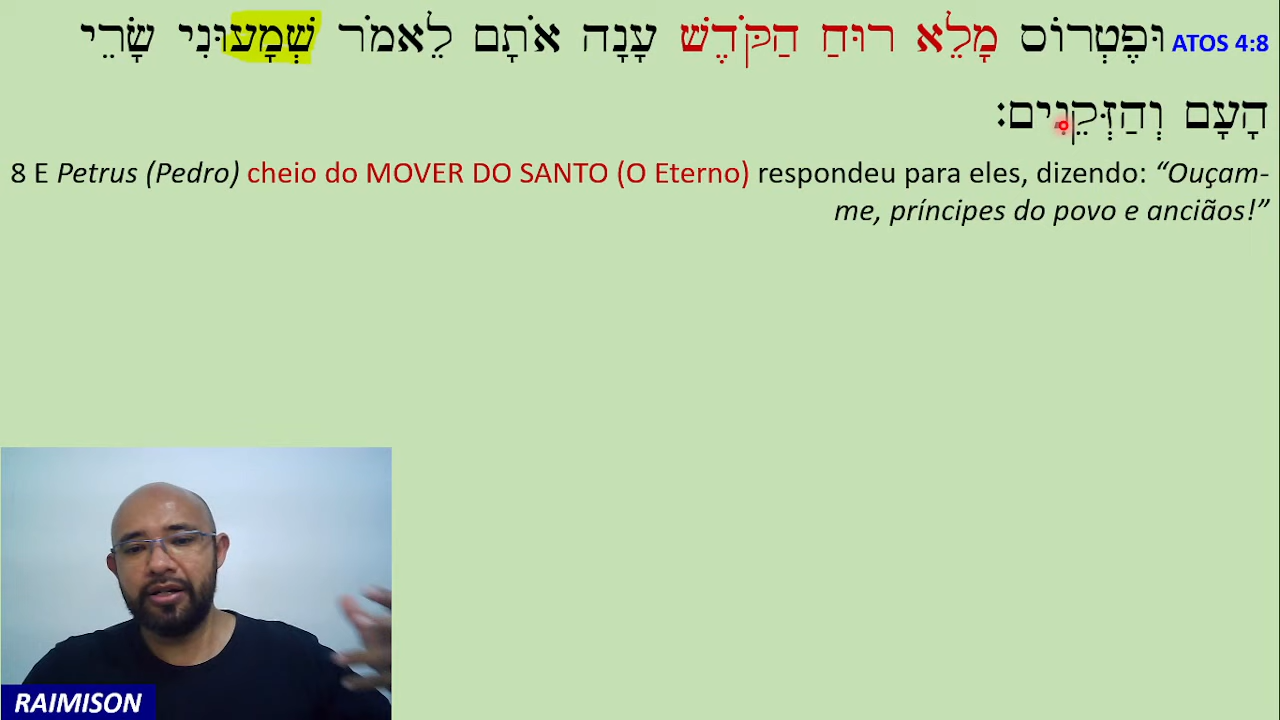 ATOS 4:8 וּפֶטְרוֹס מָלֵא רוּחַ הַקֹּדֶשׁ עָנָה אֹתָם לֵאמֹר שְׁמָעוּנִי שָׂרֵי
הָעָם וְהַזְּקֵנִים׃
8 E Petrus (Pedro) cheio do MOVER DO SANTO (O Eterno) respondeu para eles, dizendo: “Ouçam-
me, príncipes do povo e anciãos!”
RAIMISON